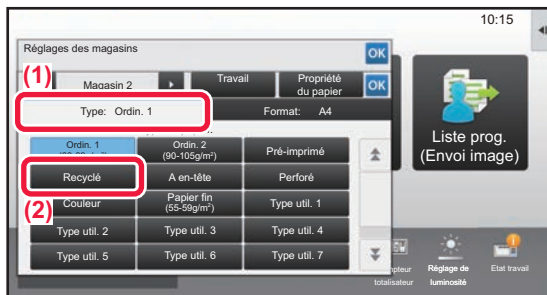 10:15
Réglages des magasins
OK
(1)
Magasin 2
Travail
Propriété
du papier
OK
Type: Ordin. 1
Format: A4
Ordin. 1
Ordin. 2
(90-105g/m²)
Pré-imprimé
Recyclé
A en-tête
Perforé
(2)
Couleur
Papier fin
(55-59g/m²)
Type util. 1
Type util. 2
Type util. 3
Type util. 4
Type util. 5
Type util. 6
Type util. 7
Liste prog.
(Envoi image)
totalisateur
Réglage de
luminosité
Etat travail